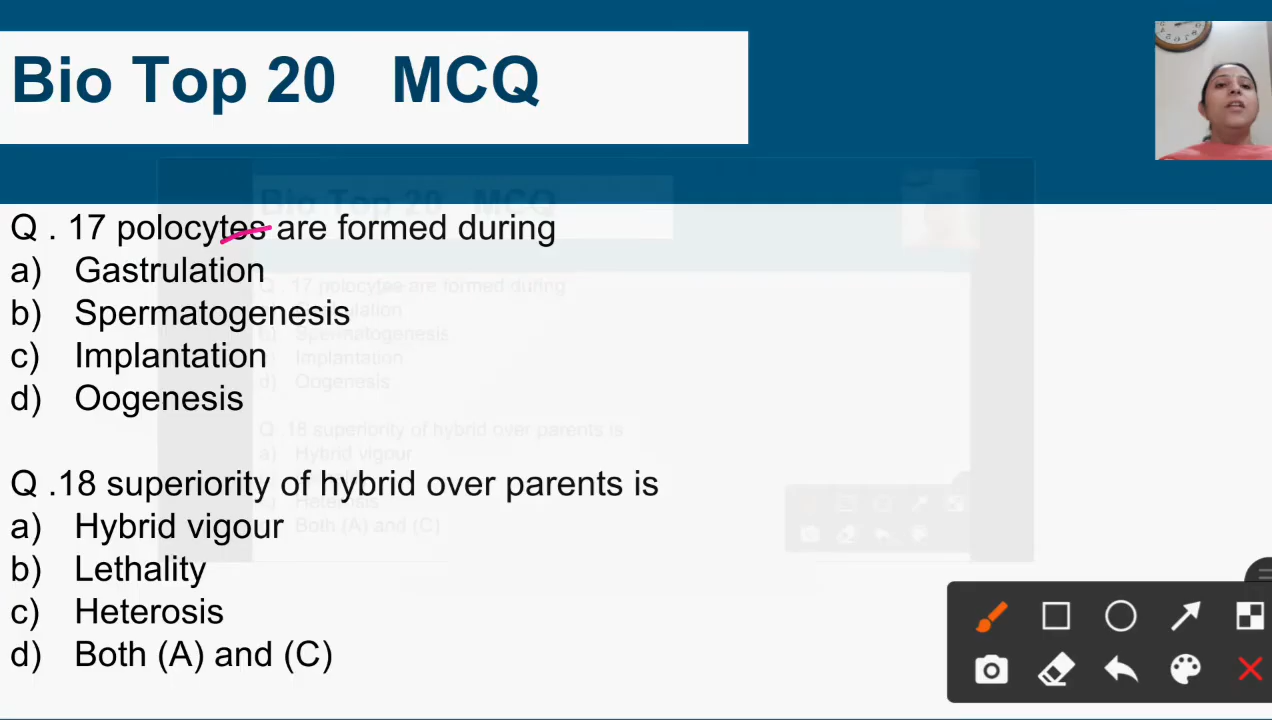 Bio Top 20 MCQ
Q . 17 polocytes are formed during
a) Gastrulation
b) Spermatogenesis
c) Implantation
d) Oogenesis
Q .18 superiority of hybrid over parents is
a) Hybrid vigour
b) Lethality
c) Heterosis
d) Both (A) and (C)